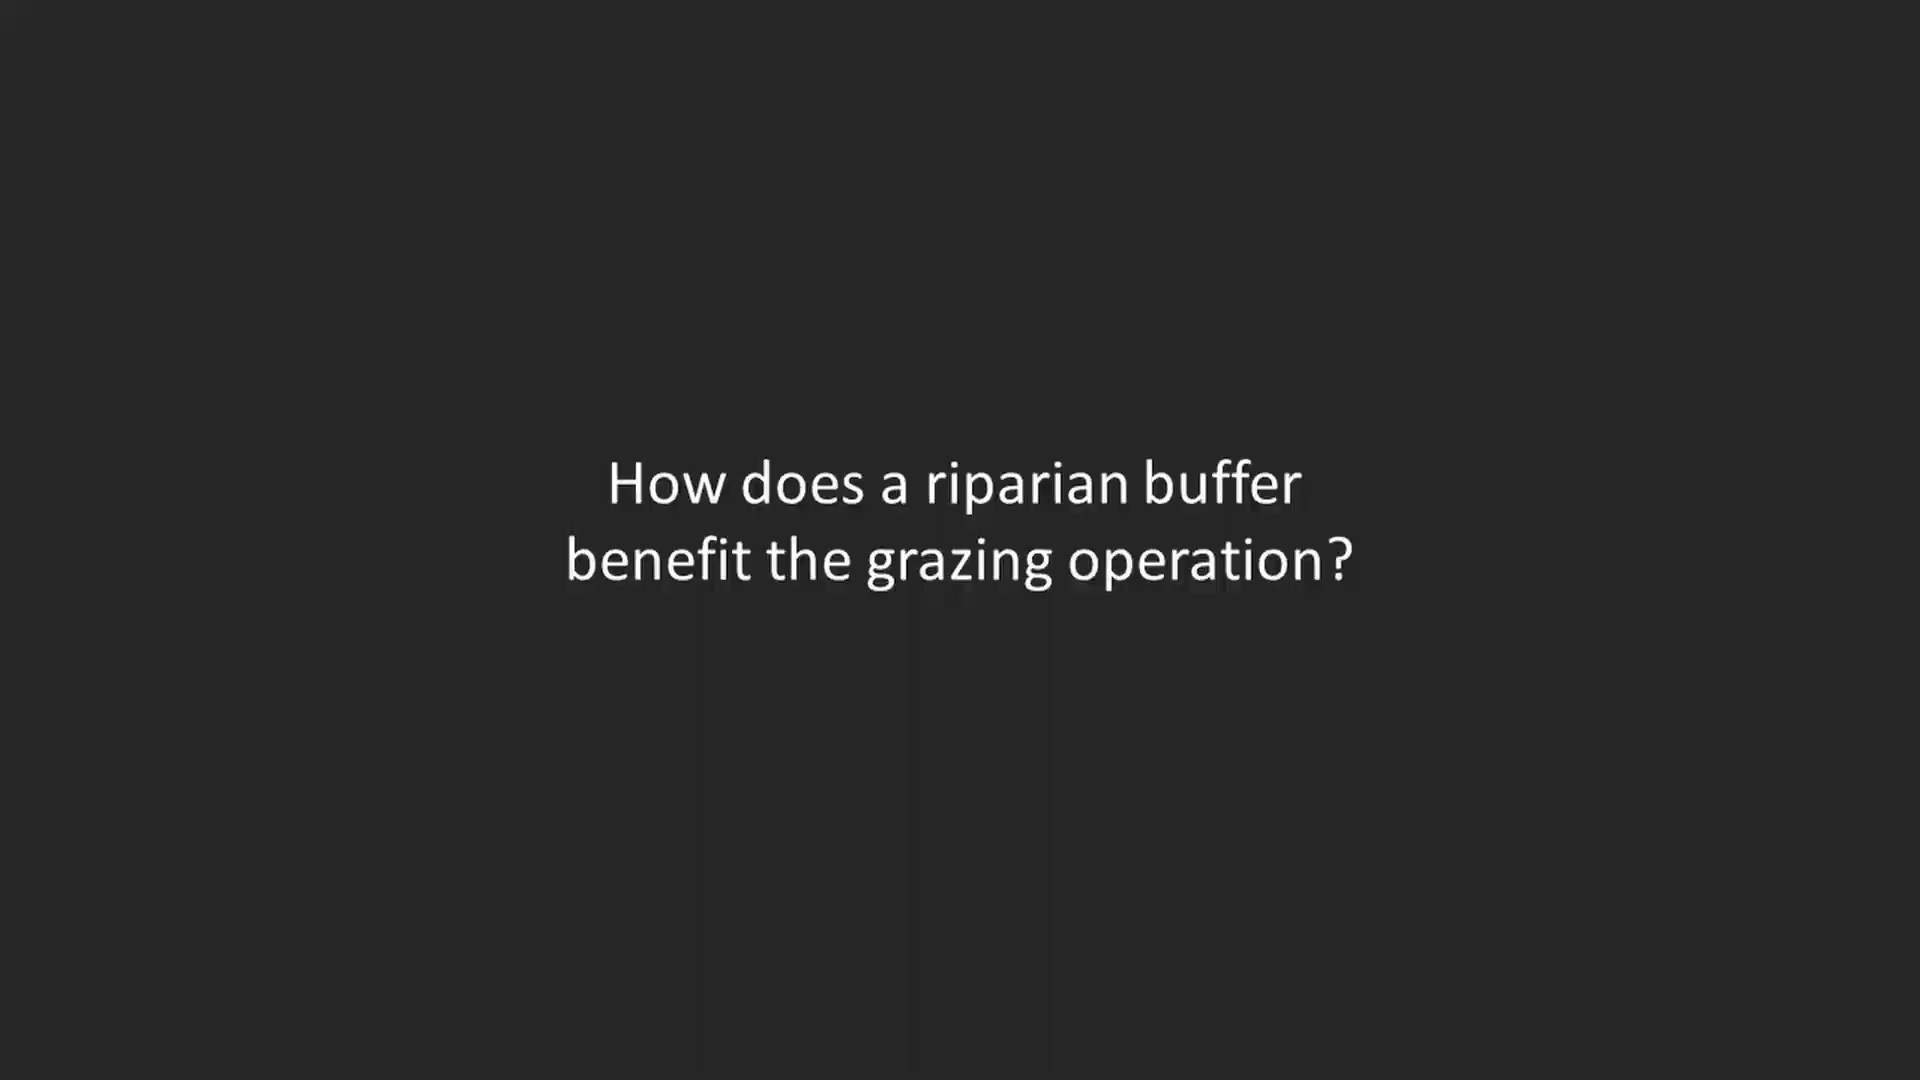 How does a riparian buffer
benefit the grazing operation?